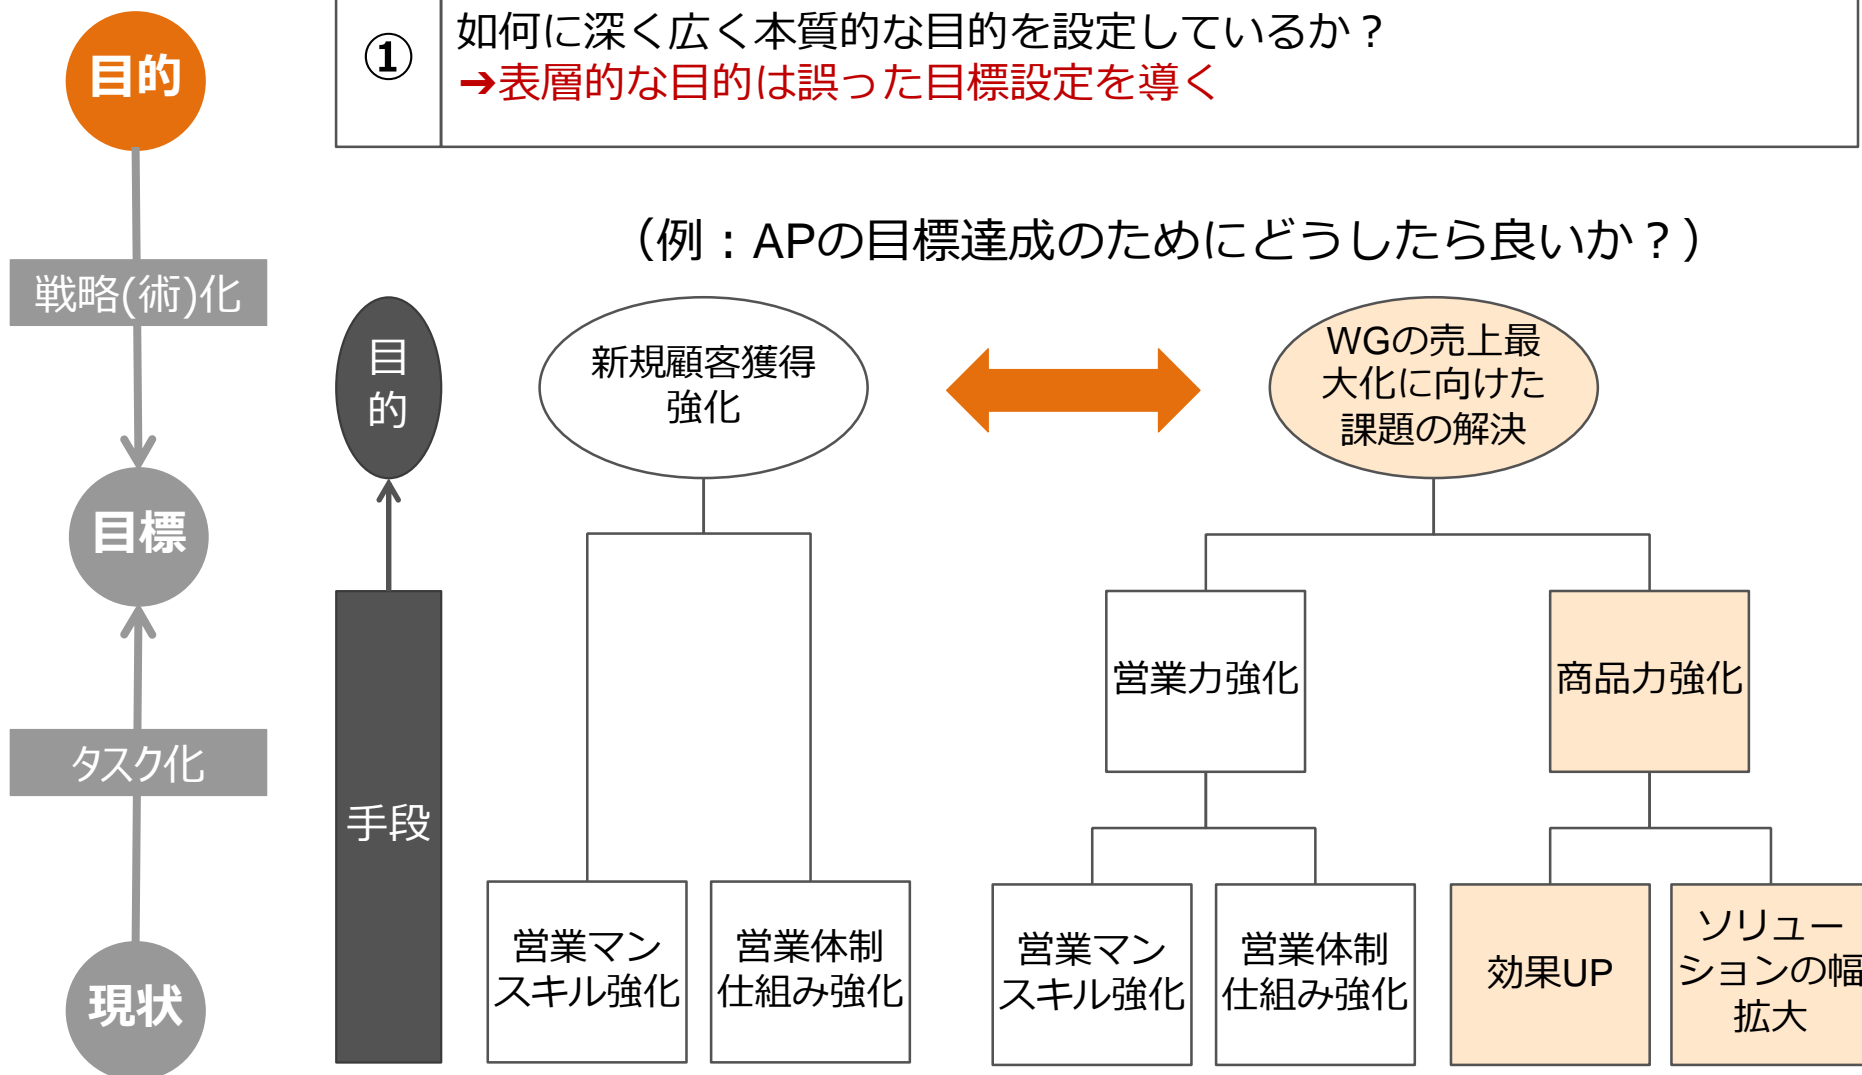 目的
戦略(術)化
目標
タスク化
現状
①
如何に深く広く本質的な目的を設定しているか？
➔表層的な目的は誤った目標設定を導く
（例：APの目標達成のためにどうしたら良いか？）
目
的
手段
新規顧客獲得
強化
営業マン
スキル強化
営業体制
仕組み強化
WGの売上最
大化に向けた
課題の解決
営業力強化
商品力強化
営業マン
スキル強化
営業体制
仕組み強化
効果UP
ソリュー
ションの幅
拡大